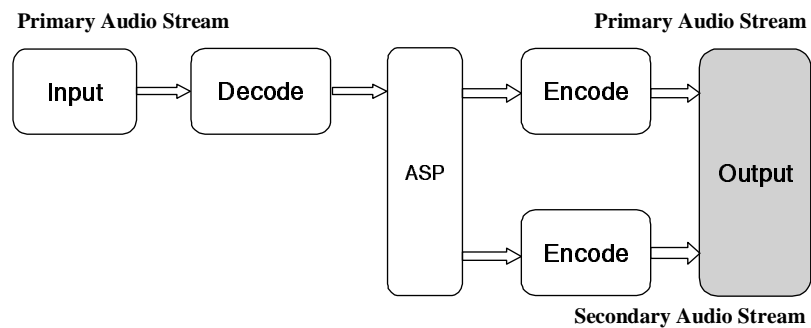 Primary Audio Stream
Primary Audio Stream
Input
Decode
Encode
ASP
Output
Encode
Secondary Audio Stream